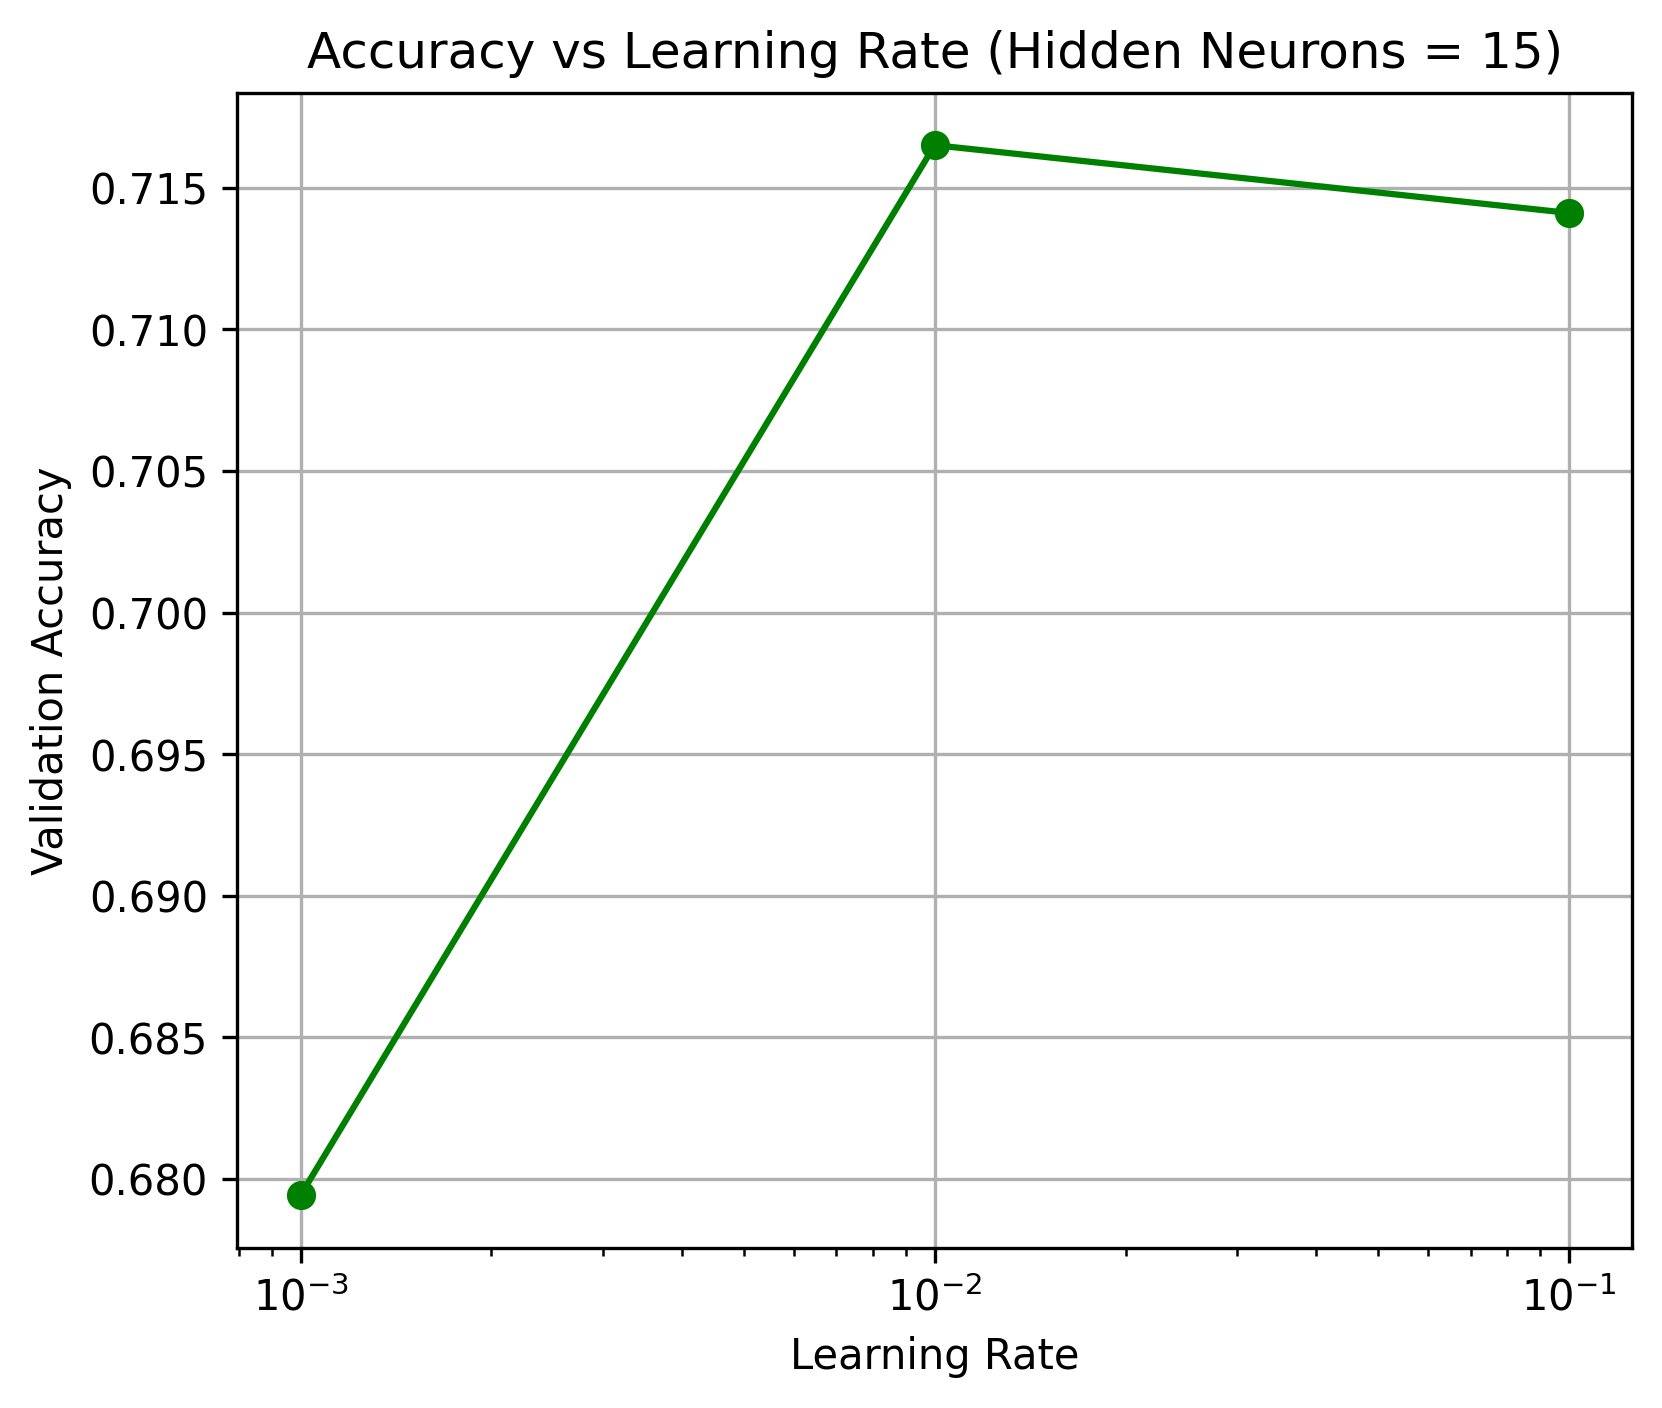 Accuracy vs Learning Rate (Hidden Neurons = 15)
Validation Accuracy
0.715
0.710
0.705
0.700
0.695
0.690
0.685
0.680
10⁻³ 10⁻² 10⁻¹
Learning Rate